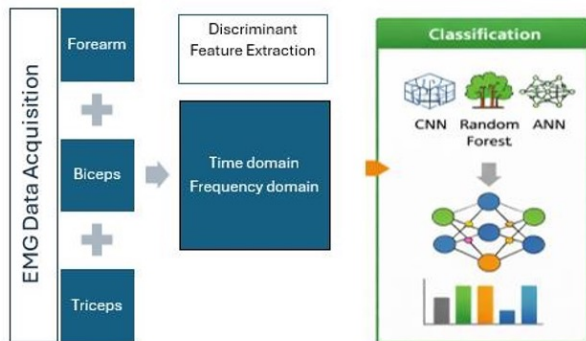 EMG Data Acquisition
Forearm
Biceps
Triceps
Discriminant
Feature Extraction
Time domain
Frequency domain
Classification
CNN
Random
Forest
ANN